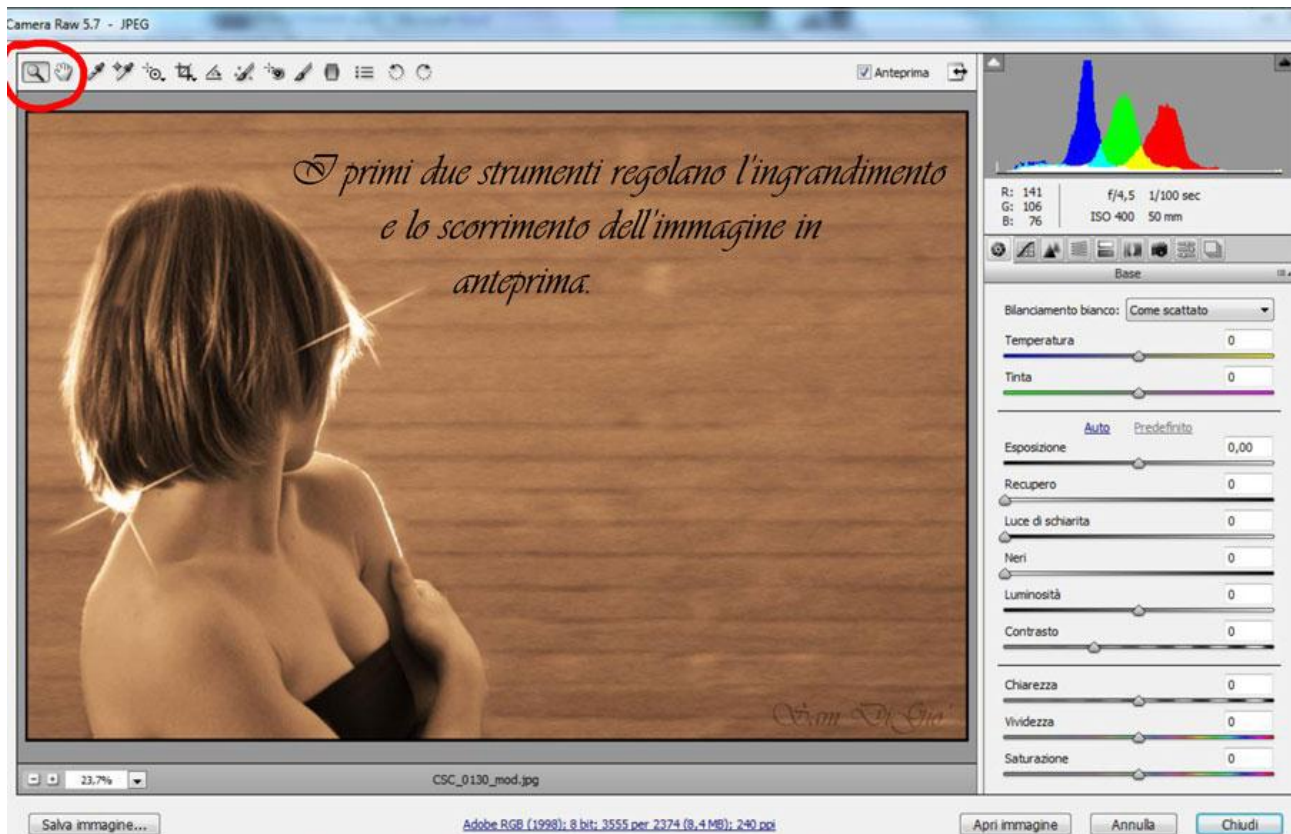 Camera Raw 5.7 - JPEG
Anteprima
I primi due strumenti regolano l'ingrandimento
e lo scorrimento dell'immagine in
anteprima.
Sam Di Gio'
23,7%
CSC_0130_mod.jpg
Salva immagine...
Adobe RGB (1998); 8 bit; 3555 per 2374 (8,4 MB); 240 ppi
R: 141
G: 106
B: 76
f/4,5 1/100 sec
ISO 400 50 mm
Base
Bilanciamento bianco: Come scattato
Temperatura 0
Tinta 0
Auto Predefinito
Esposizione 0,00
Recupero 0
Luce di schiarita 0
Neri 0
Luminosità 0
Contrasto 0
Chiarezza 0
Vividezza 0
Saturazione 0
Apri immagine Annulla Chiudi